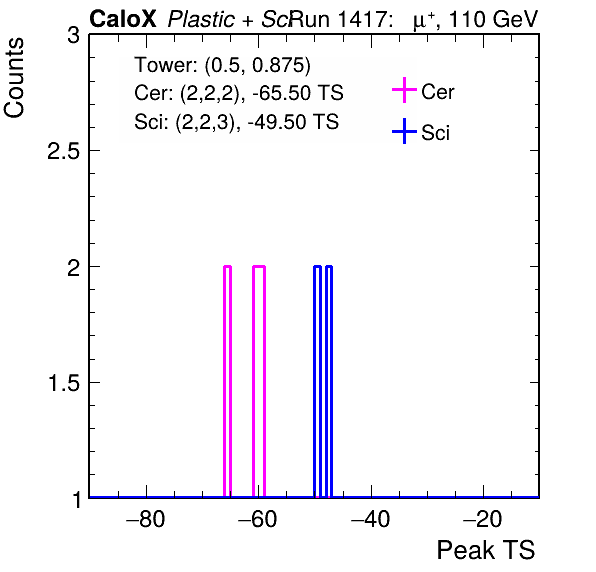 CaloX Plastic + Sci Run 1417: μ⁺, 110 GeV
Counts
3
2.5
2
1.5
1
Tower: (0.5, 0.875)
Cer: (2,2,2), -65.50 TS
Sci: (2,2,3), -49.50 TS
Cer
Sci
−80 −60 −40 −20
Peak TS